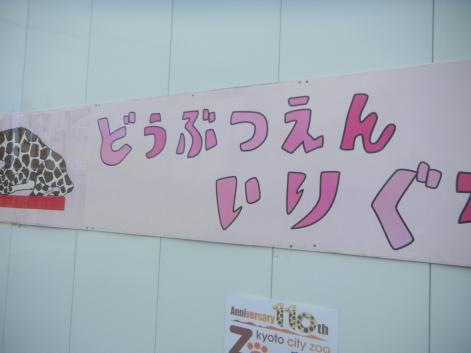 どうぶつえん
いりぐ
Anniversary 110th
kyoto city zoo